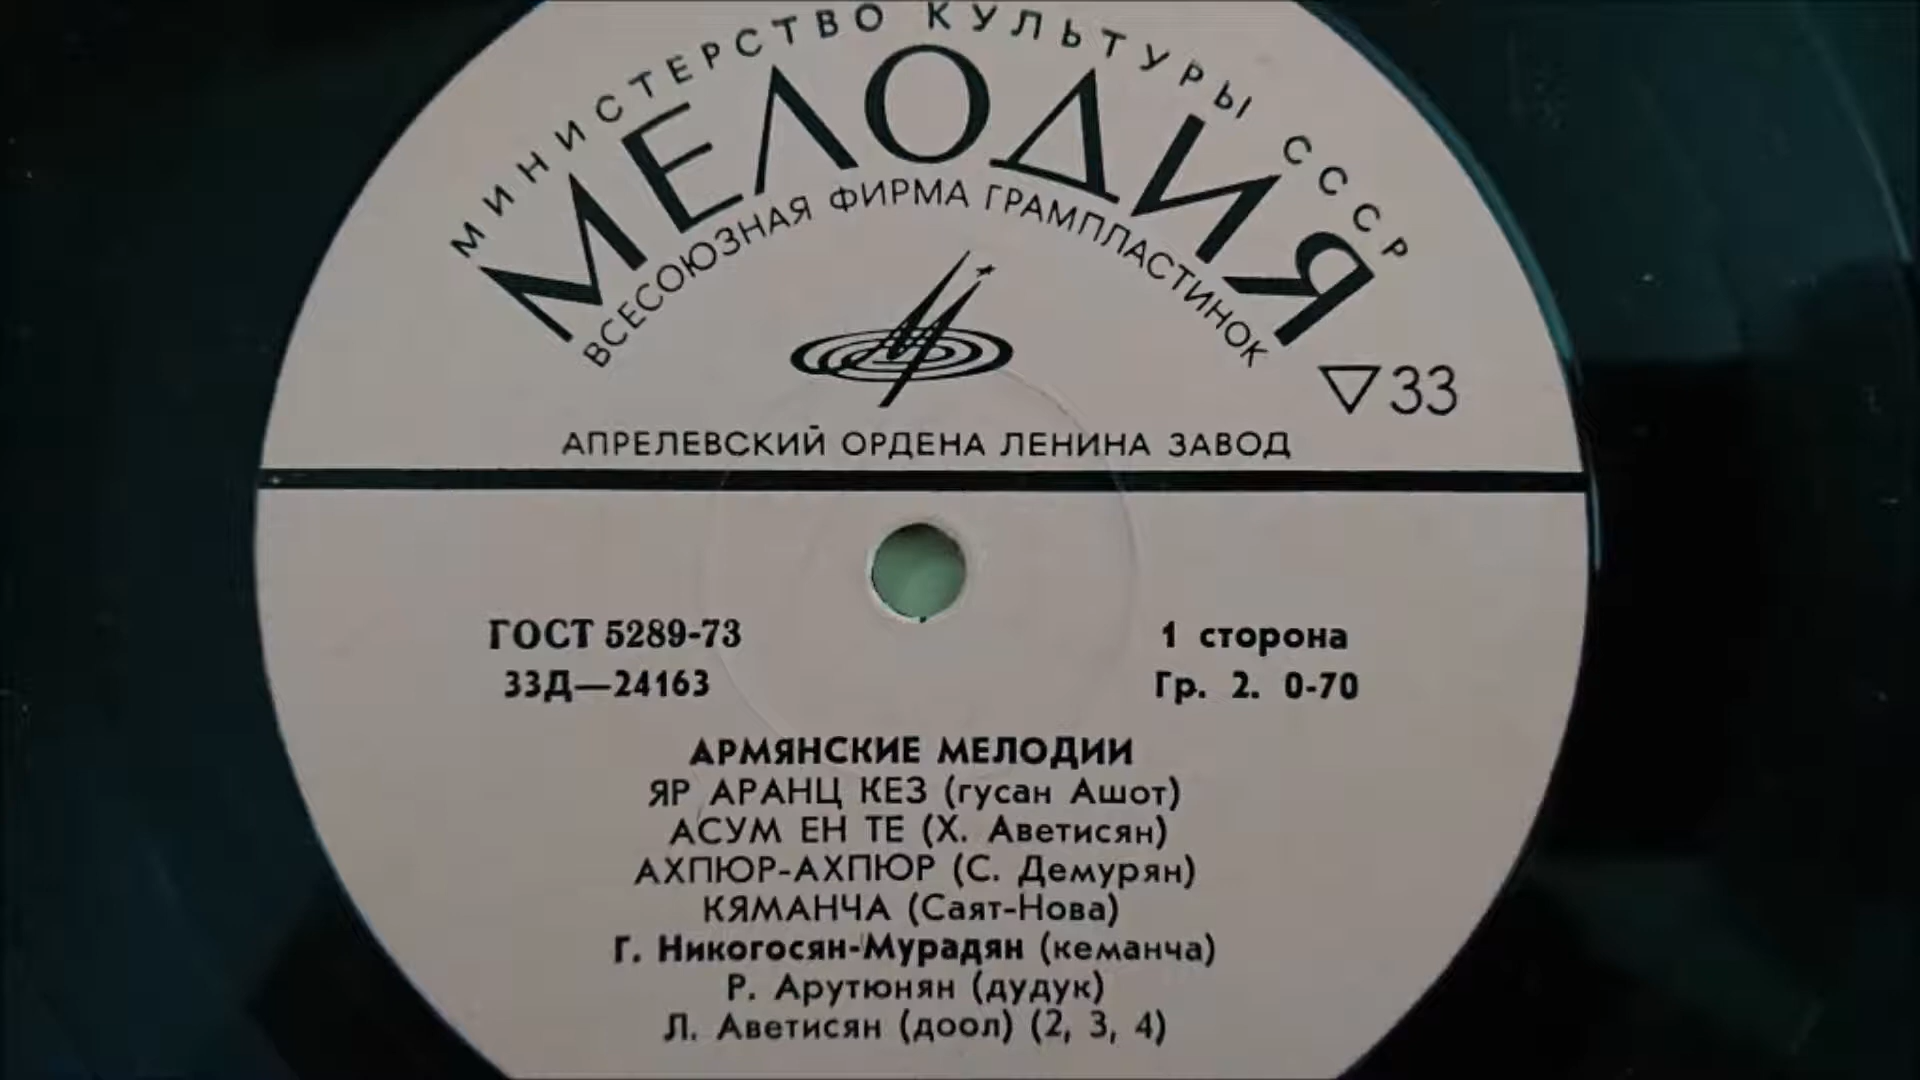 МИНИСТЕРСТВО КУЛЬТУРЫ СССР
МЕЛОДИЯ
ВСЕСОЮЗНАЯ ФИРМА ГРАМПЛАСТИНОК
▽33
АПРЕЛЕВСКИЙ ОРДЕНА ЛЕНИНА ЗАВОД
ГОСТ 5289-73
1 сторона
33Д—24163
Гр. 2. 0-70
АРМЯНСКИЕ МЕЛОДИИ
ЯР АРАНЦ КЕЗ (гусан Ашот)
АСУМ ЕН ТЕ (Х. Аветисян)
АХПЮР-АХПЮР (С. Демурян)
КЯМАНЧА (Саят-Нова)
Г. Никогосян-Мурадян (кеманча)
Р. Арутюнян (дудук)
Л. Аветисян (доол) (2, 3, 4)